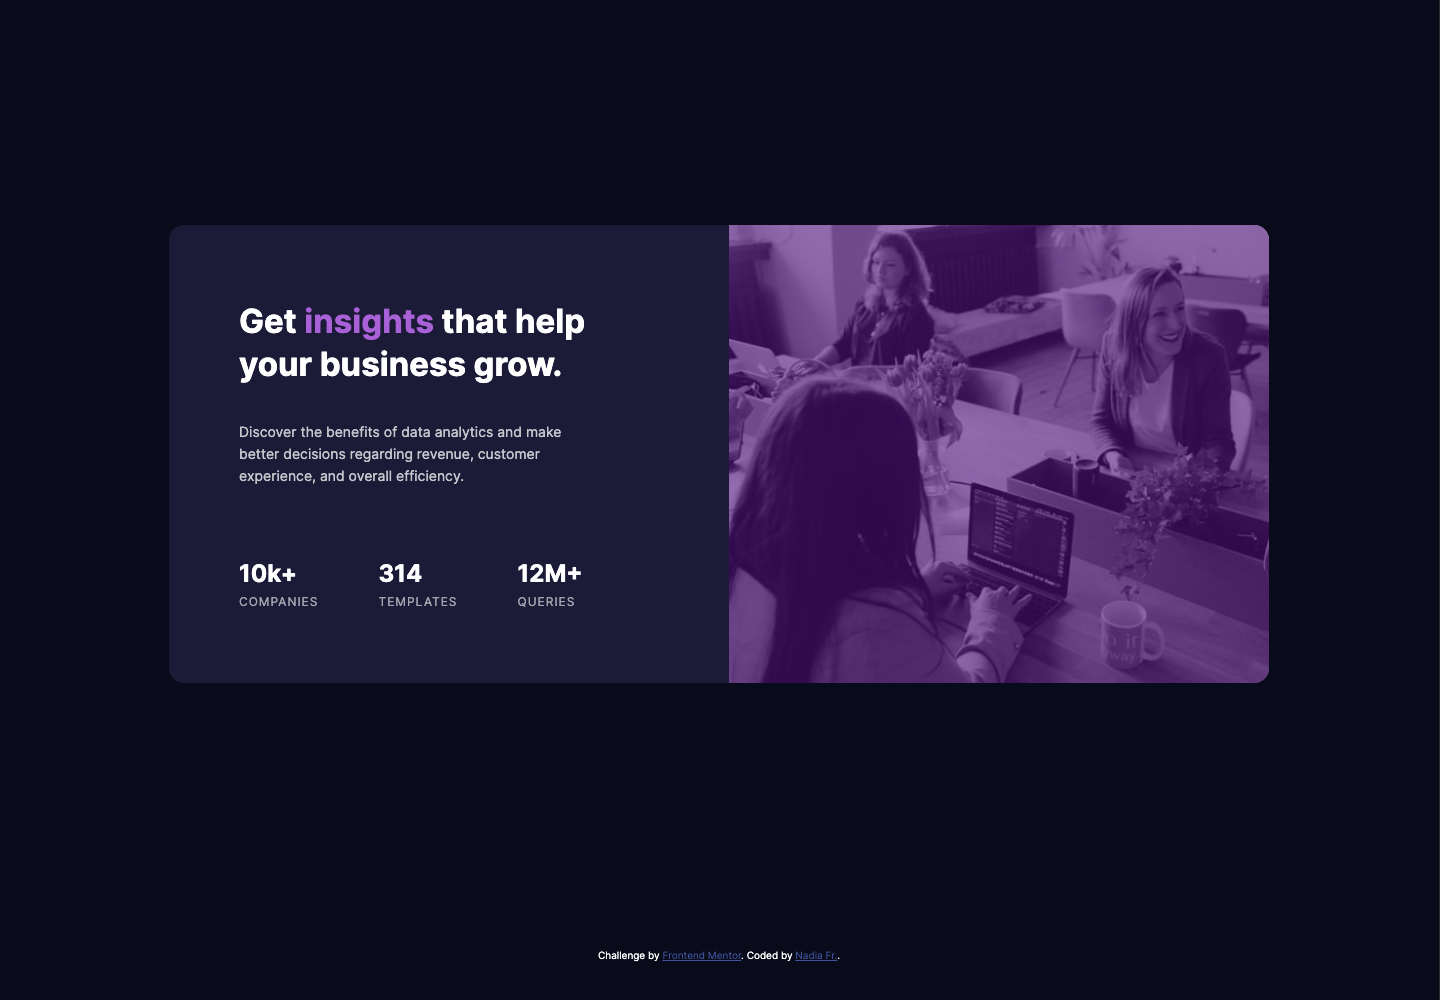 Get insights that help
your business grow.
Discover the benefits of data analytics and make
better decisions regarding revenue, customer
experience, and overall efficiency.
10k+ 314 12M+
COMPANIES TEMPLATES QUERIES
Challenge by Frontend Mentor. Coded by Nadia Fr..